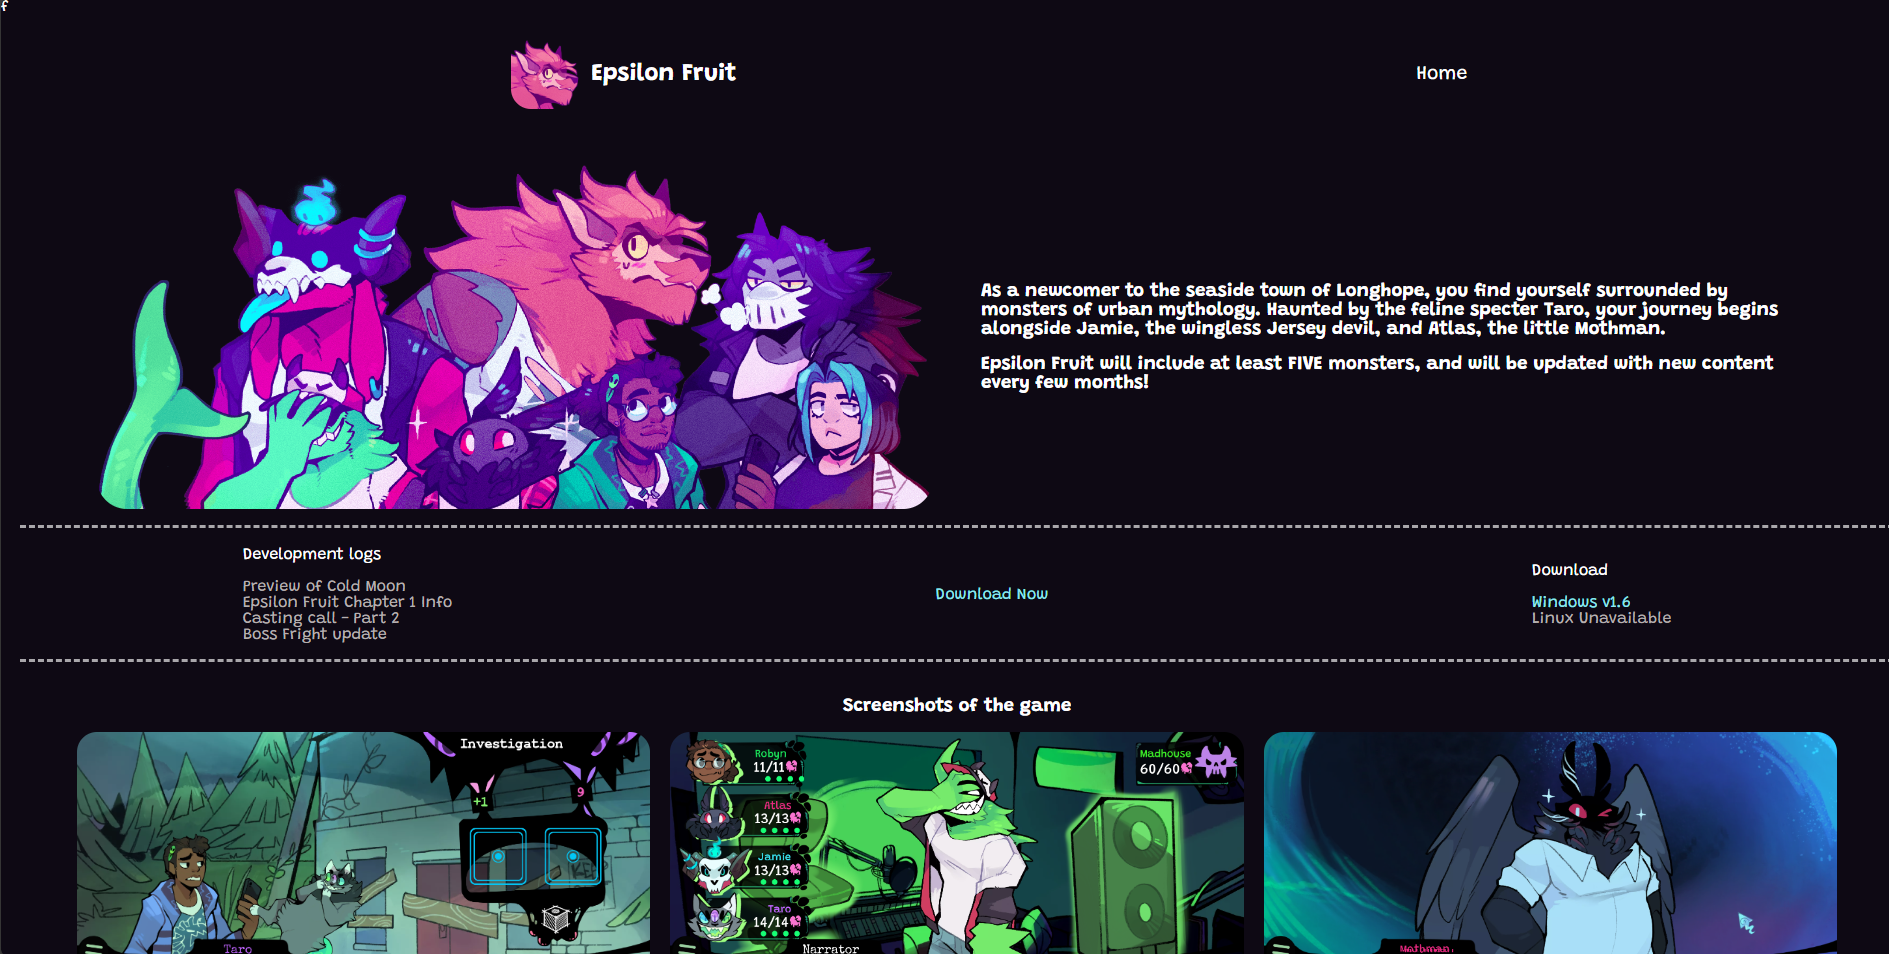 f
Epsilon Fruit
Home
As a newcomer to the seaside town of Longhope, you find yourself surrounded by
monsters of urban mythology. Haunted by the feline specter Taro, your journey begins
alongside Jamie, the wingless Jersey devil, and Atlas, the little Mothman.
Epsilon Fruit will include at least FIVE monsters, and will be updated with new content
every few months!
Development logs
Preview of Cold Moon
Epsilon Fruit Chapter 1 Info
Casting call - Part 2
Boss Fright update
Download Now
Download
Windows v1.6
Linux Unavailable
Screenshots of the game
Investigation
+1
9
Taro
Robyn
11/11
Atlas
13/13
Jamie
13/13
Taro
14/14
Madhouse
60/60
Narrator
Mothman